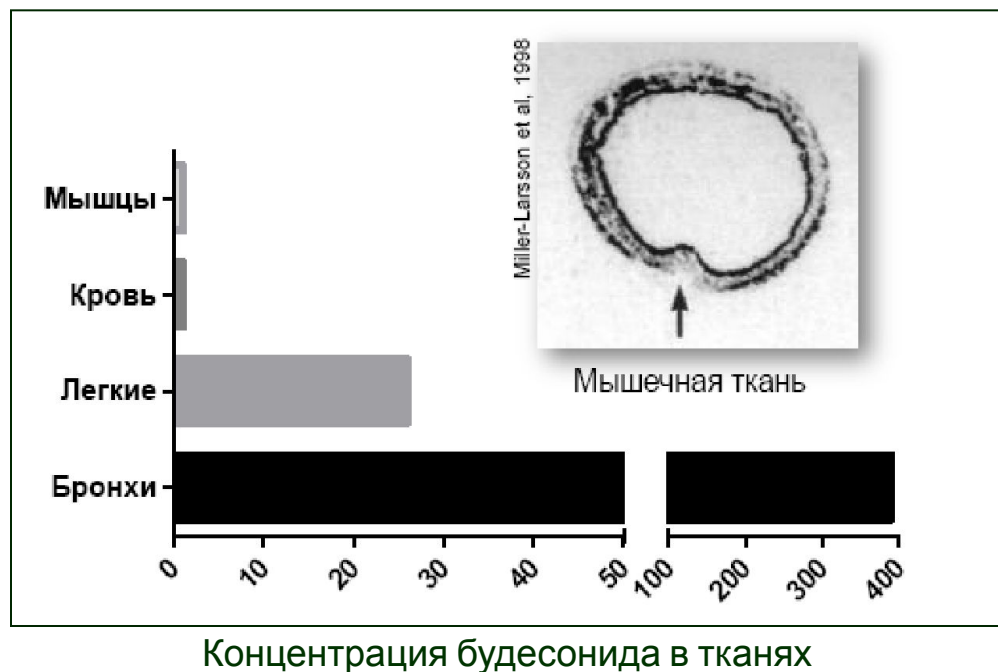 Miller-Larsson et al, 1998
Мышцы
Кровь
Легкие
Бронхи
Мышечная ткань
0 10 20 30 40 50 100 200 300 400
Концентрация будесонида в тканях